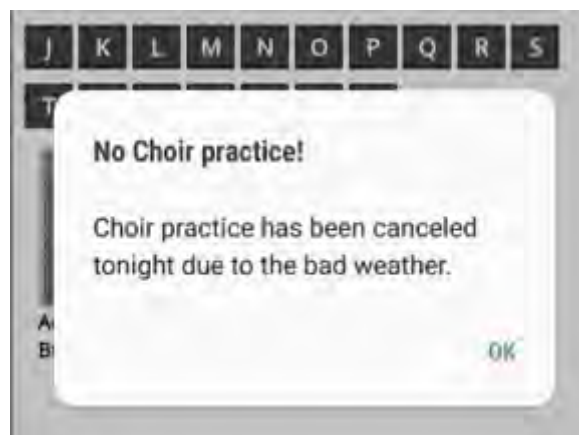 J K L M N O P Q R S
T
No Choir practice!
Choir practice has been canceled
tonight due to the bad weather.
OK